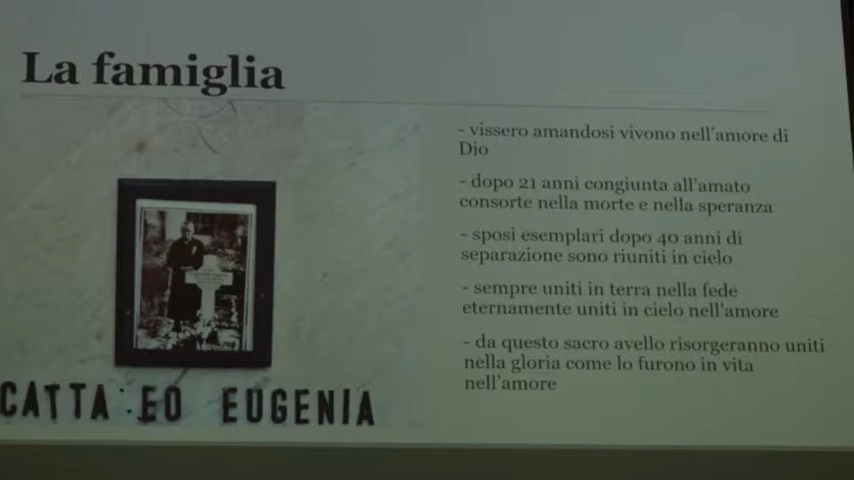 La famiglia
- vissero amandosi vivono nell'amore di
Dio
- dopo 21 anni congiunta all'amato
consorte nella morte e nella speranza
- sposi esemplari dopo 40 anni di
separazione sono riuniti in cielo
- sempre uniti in terra nella fede
eternamente uniti in cielo nell'amore
- da questo sacro avello risorgeranno uniti
nella gloria come lo furono in vita
nell'amore
CATTA ED EUGENIA